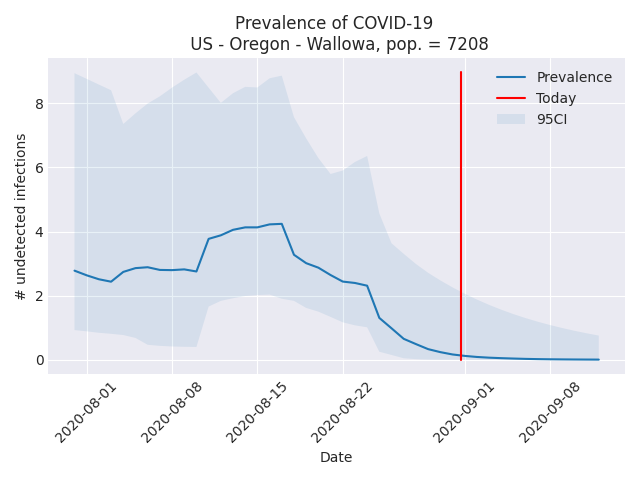 Prevalence of COVID-19
US - Oregon - Wallowa, pop. = 7208
Prevalence
Today
95CI
# undetected infections
8
6
4
2
0
2020-08-01
2020-08-08
2020-08-15
2020-08-22
2020-09-01
2020-09-08
Date